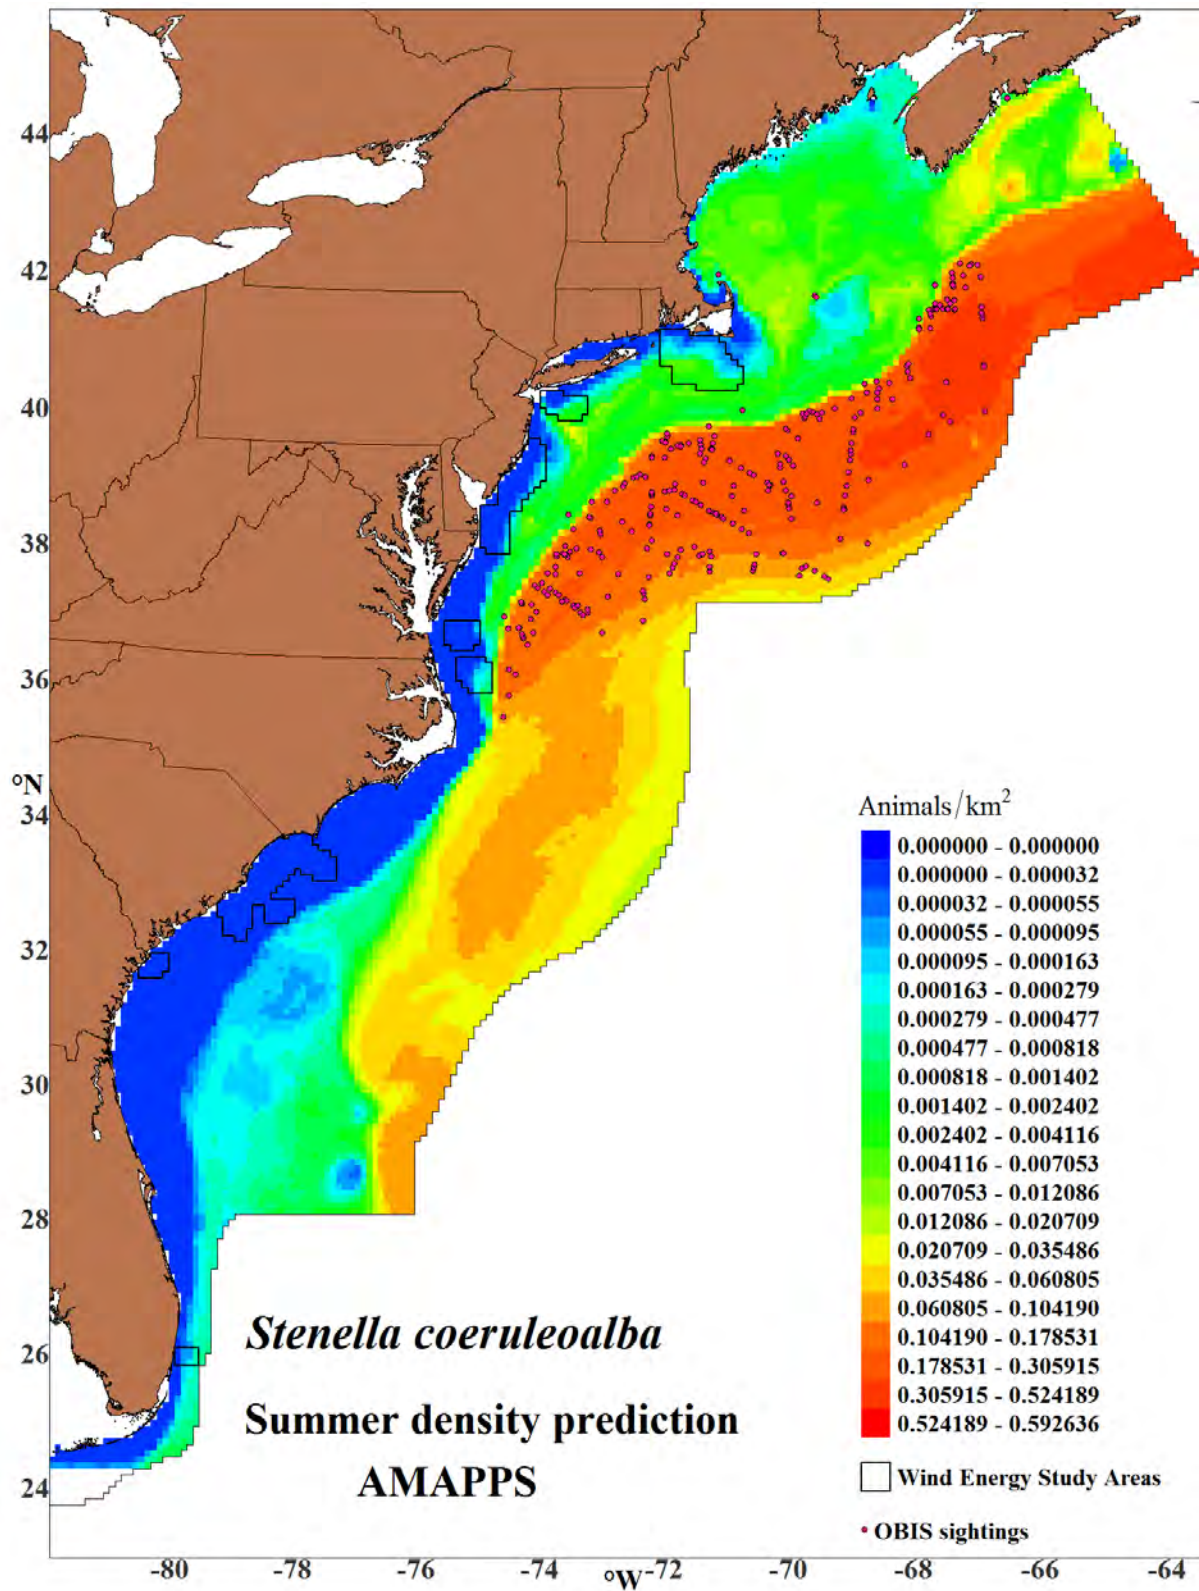 44
42
40
38
36
°N
34
32
30
28
26
24
Animals/km²
0.000000 - 0.000000
0.000000 - 0.000032
0.000032 - 0.000055
0.000055 - 0.000095
0.000095 - 0.000163
0.000163 - 0.000279
0.000279 - 0.000477
0.000477 - 0.000818
0.000818 - 0.001402
0.001402 - 0.002402
0.002402 - 0.004116
0.004116 - 0.007053
0.007053 - 0.012086
0.012086 - 0.020709
0.020709 - 0.035486
0.035486 - 0.060805
0.060805 - 0.104190
0.104190 - 0.178531
0.178531 - 0.305915
0.305915 - 0.524189
0.524189 - 0.592636
Wind Energy Study Areas
OBIS sightings
Stenella coeruleoalba
Summer density prediction
AMAPPS
-80 -78 -76 -74 °W -72 -70 -68 -66 -64